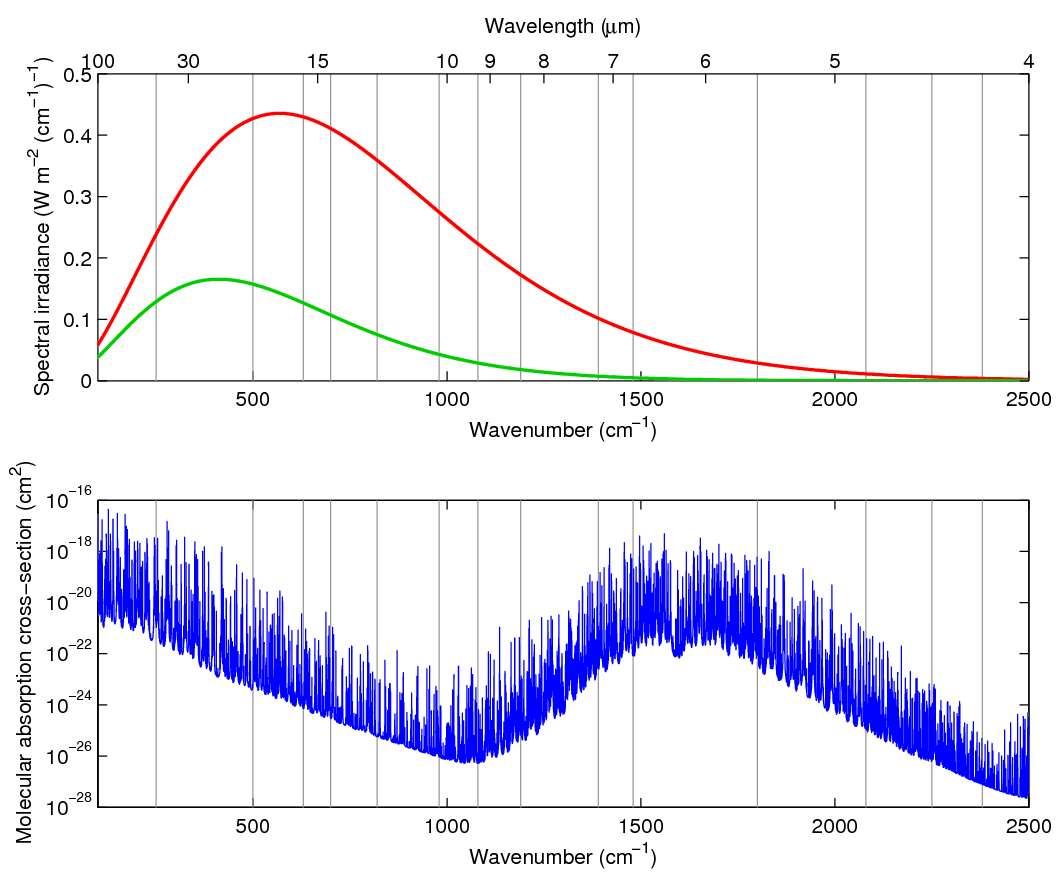 Wavelength (μm)
100 30 15 10 9 8 7 6 5 4
Spectral irradiance (W m⁻² (cm⁻¹)⁻¹)
0.5
0.4
0.3
0.2
0.1
0
500 1000 1500 2000 2500
Wavenumber (cm⁻¹)
Molecular absorption cross−section (cm²)
10⁻¹⁶
10⁻¹⁸
10⁻²⁰
10⁻²²
10⁻²⁴
10⁻²⁶
10⁻²⁸
500 1000 1500 2000 2500
Wavenumber (cm⁻¹)